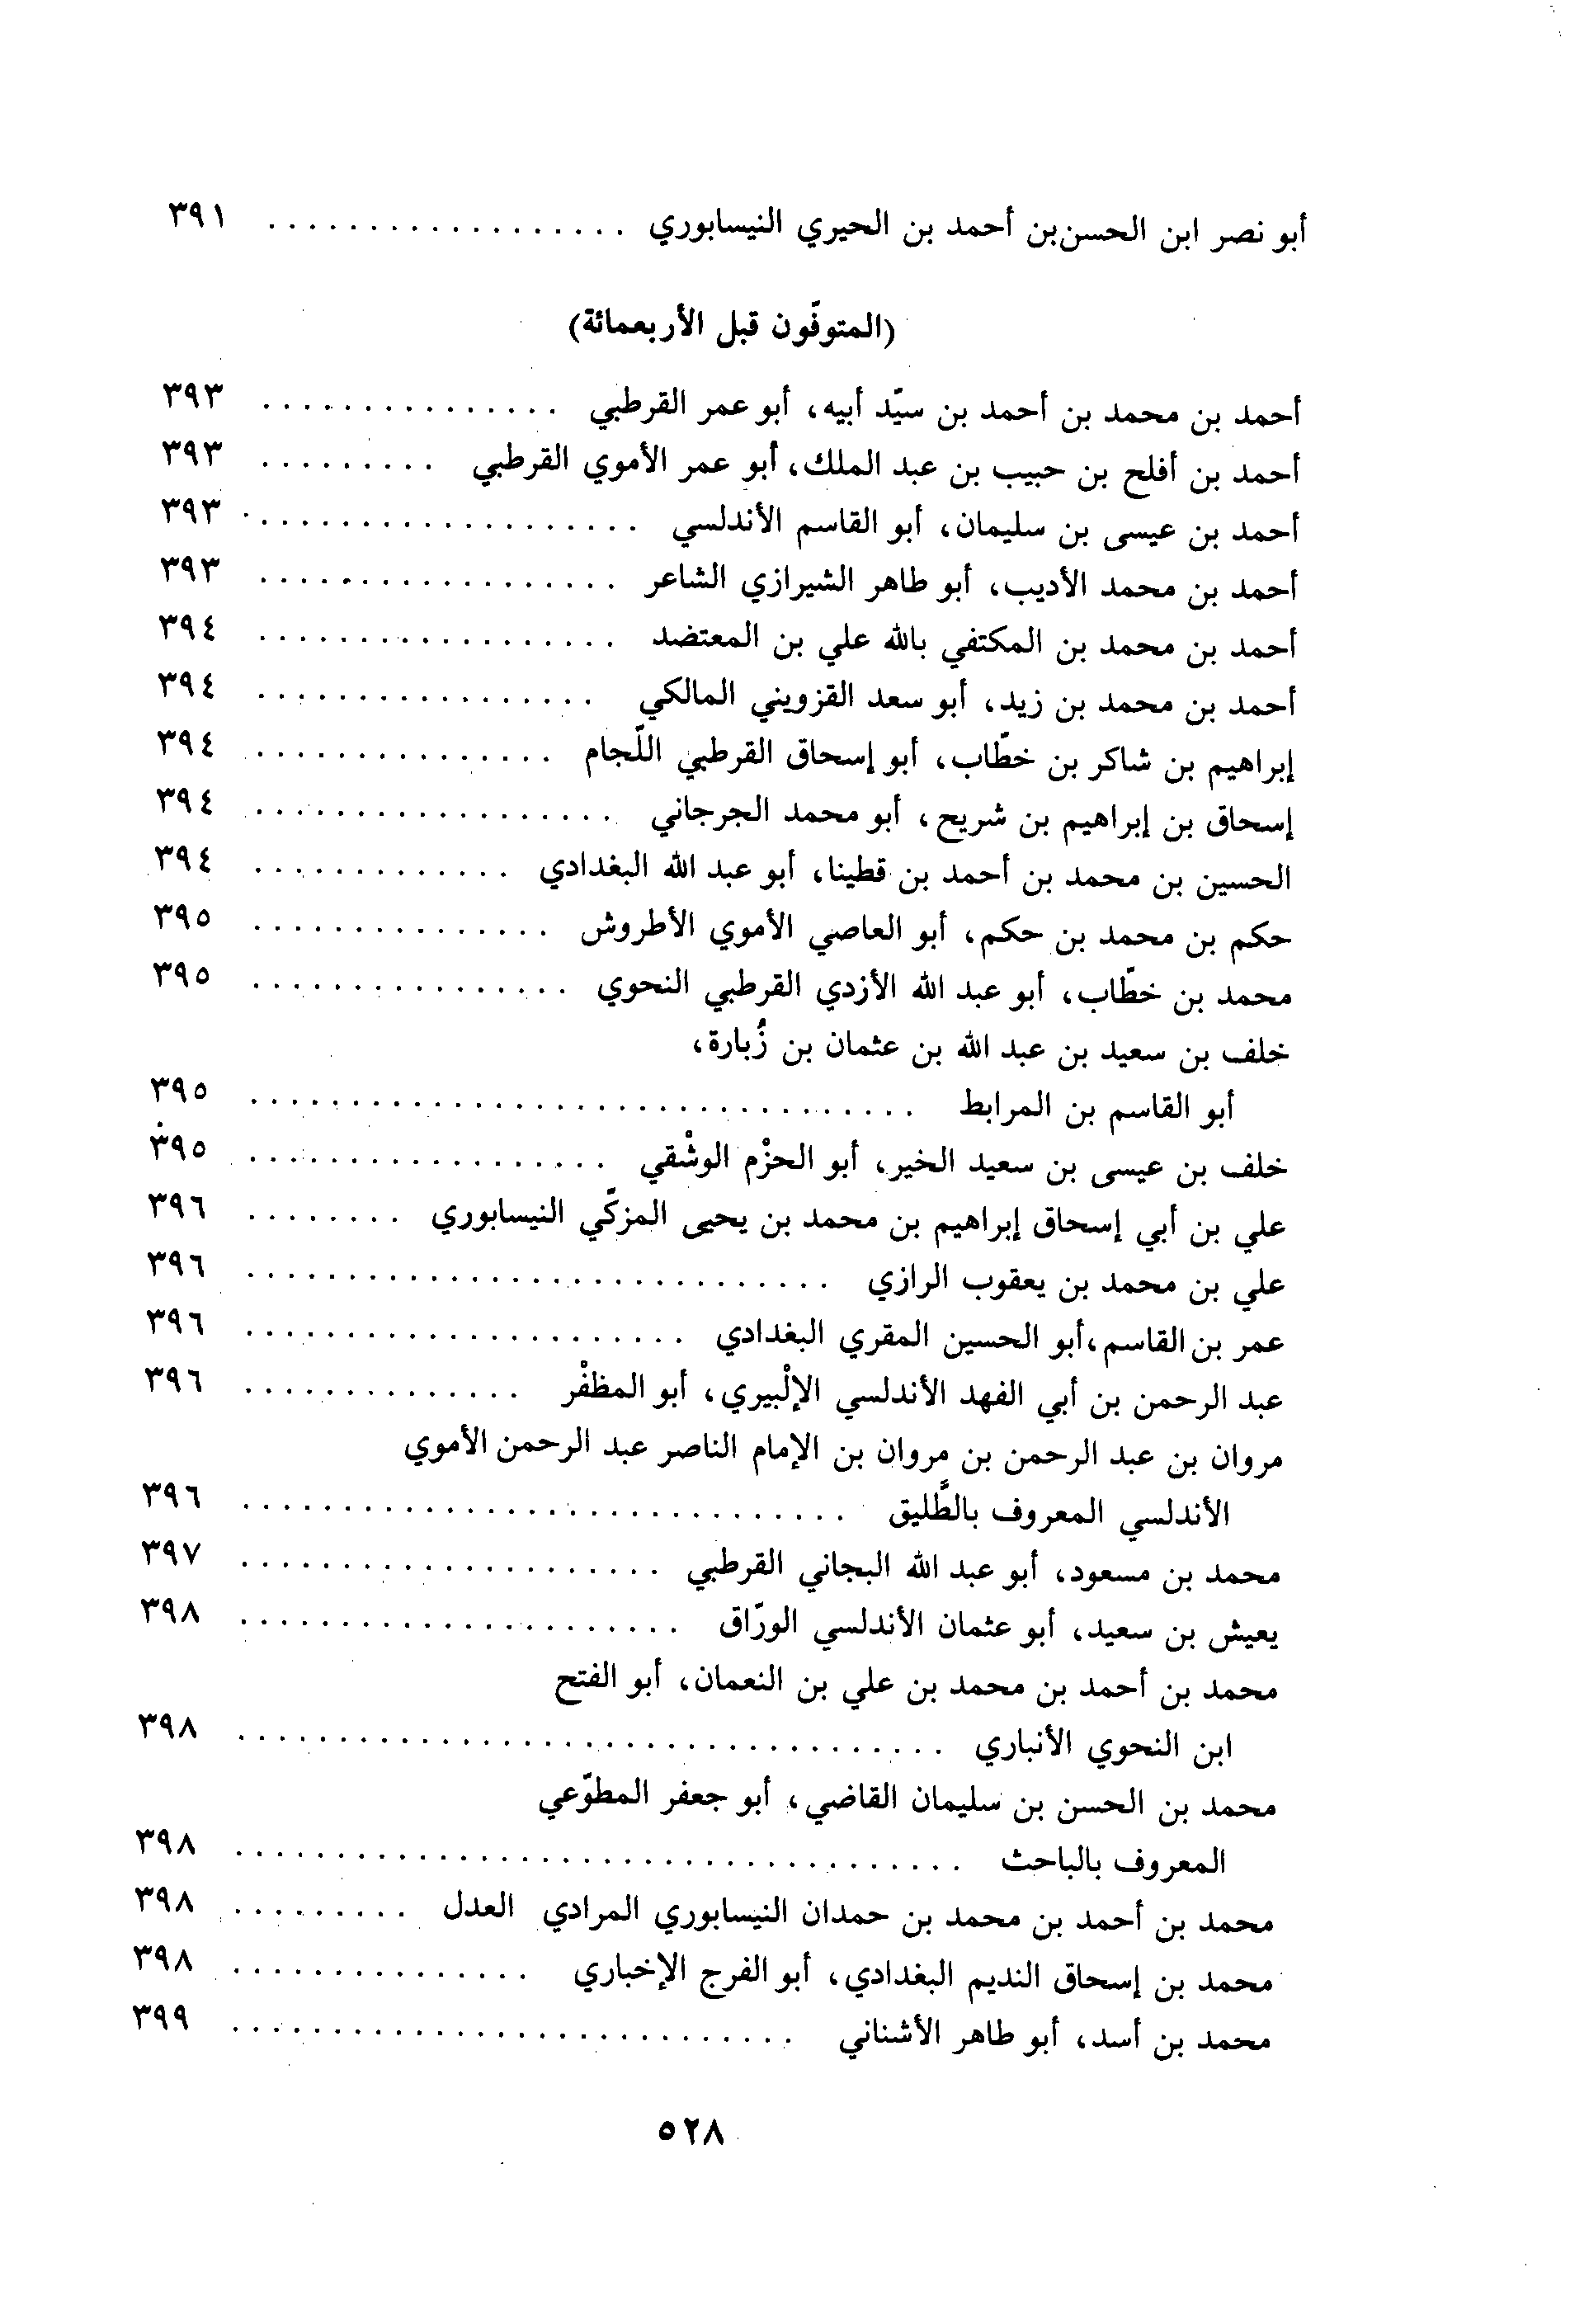 أبو نصر ابن الحسن بن أحمد بن الحيري النيسابوري . . . . . . . . . . . . . . . . . . ٣٩١
(المتوفّون قبل الأربعمائة)
أحمد بن محمد بن أحمد بن سيّد أبيه، أبو عمر القرطبي . . . . . . . . . . . . . . . ٣٩٣
أحمد بن أفلح بن حبيب بن عبد الملك، أبو عمر الأموي القرطبي . . . . . . . . . ٣٩٣
أحمد بن عيسى بن سليمان، أبو القاسم الأندلسي . . . . . . . . . . . . . . . . . . . . ٣٩٣
أحمد بن محمد الأديب، أبو طاهر الشيرازي الشاعر . . . . . . . . . . . . . . . . . . ٣٩٣
أحمد بن محمد بن المكتفي بالله علي بن المعتضد . . . . . . . . . . . . . . . . . . ٣٩٤
أحمد بن محمد بن زيد، أبو سعد القزويني المالكي . . . . . . . . . . . . . . . . . ٣٩٤
إبراهيم بن شاكر بن خطّاب، أبو إسحاق القرطبي اللّجام . . . . . . . . . . . . . . . ٣٩٤
إسحاق بن إبراهيم بن شريح، أبو محمد الجرجاني . . . . . . . . . . . . . . . . . . ٣٩٤
الحسين بن محمد بن أحمد بن قطينا، أبو عبد الله البغدادي . . . . . . . . . . . . . ٣٩٤
حكم بن محمد بن حكم، أبو العاصي الأموي الأطروش . . . . . . . . . . . . . . . ٣٩٥
محمد بن خطّاب، أبو عبد الله الأزدي القرطبي النحوي . . . . . . . . . . . . . . . . ٣٩٥
خلف بن سعيد بن عبد الله بن عثمان بن زُبارة،
أبو القاسم بن المرابط . . . . . . . . . . . . . . . . . . . . . . . . . . . . . . . . . ٣٩٥
خلف بن عيسى بن سعيد الخير، أبو الحزْم الوشْقي . . . . . . . . . . . . . . . . . . ٣٩٥
علي بن أبي إسحاق إبراهيم بن محمد بن يحيى المزكّي النيسابوري . . . . . . . . ٣٩٦
علي بن محمد بن يعقوب الرازي . . . . . . . . . . . . . . . . . . . . . . . . . . . . . ٣٩٦
عمر بن القاسم، أبو الحسين المقري البغدادي . . . . . . . . . . . . . . . . . . . . . . ٣٩٦
عبد الرحمن بن أبي الفهد الأندلسي الإلْبيري، أبو المظفْر . . . . . . . . . . . . . . ٣٩٦
مروان بن عبد الرحمن بن مروان بن الإمام الناصر عبد الرحمن الأموي
الأندلسي المعروف بالطَّليق . . . . . . . . . . . . . . . . . . . . . . . . . . . . . . ٣٩٦
محمد بن مسعود، أبو عبد الله البجاني القرطبي . . . . . . . . . . . . . . . . . . . . . ٣٩٧
يعيش بن سعيد، أبو عثمان الأندلسي الورّاق . . . . . . . . . . . . . . . . . . . . . . ٣٩٨
محمد بن أحمد بن محمد بن علي بن النعمان، أبو الفتح
ابن النحوي الأنباري . . . . . . . . . . . . . . . . . . . . . . . . . . . . . . . . . . . ٣٩٨
محمد بن الحسن بن سليمان القاضي، أبو جعفر المطوّعي
المعروف بالباحث . . . . . . . . . . . . . . . . . . . . . . . . . . . . . . . . . . . . ٣٩٨
محمد بن أحمد بن محمد بن حمدان النيسابوري المرادي العدل . . . . . . . . . ٣٩٨
محمد بن إسحاق النديم البغدادي، أبو الفرج الإخباري . . . . . . . . . . . . . . . ٣٩٨
محمد بن أسد، أبو طاهر الأشناني . . . . . . . . . . . . . . . . . . . . . . . . . . . . ٣٩٩
٥٢٨